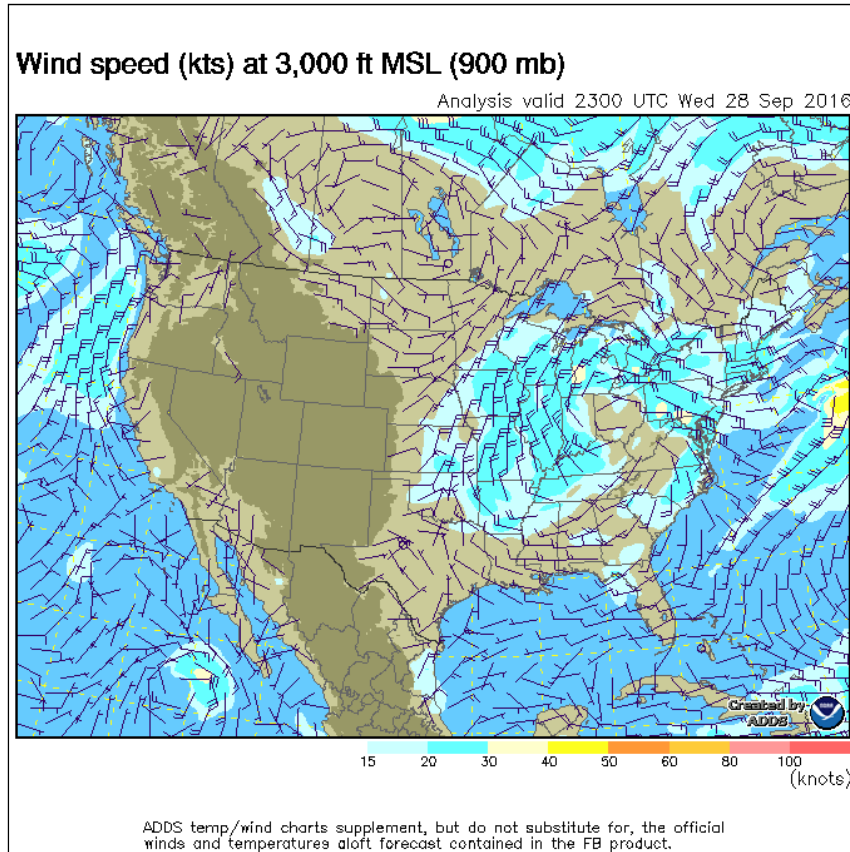 Wind speed (kts) at 3,000 ft MSL (900 mb)
Analysis valid 2300 UTC Wed 28 Sep 2016
Created by
ADDS
15 20 30 40 50 60 80 100
(knots)
ADDS temp/wind charts supplement, but do not substitute for, the official
winds and temperatures aloft forecast contained in the FB product.